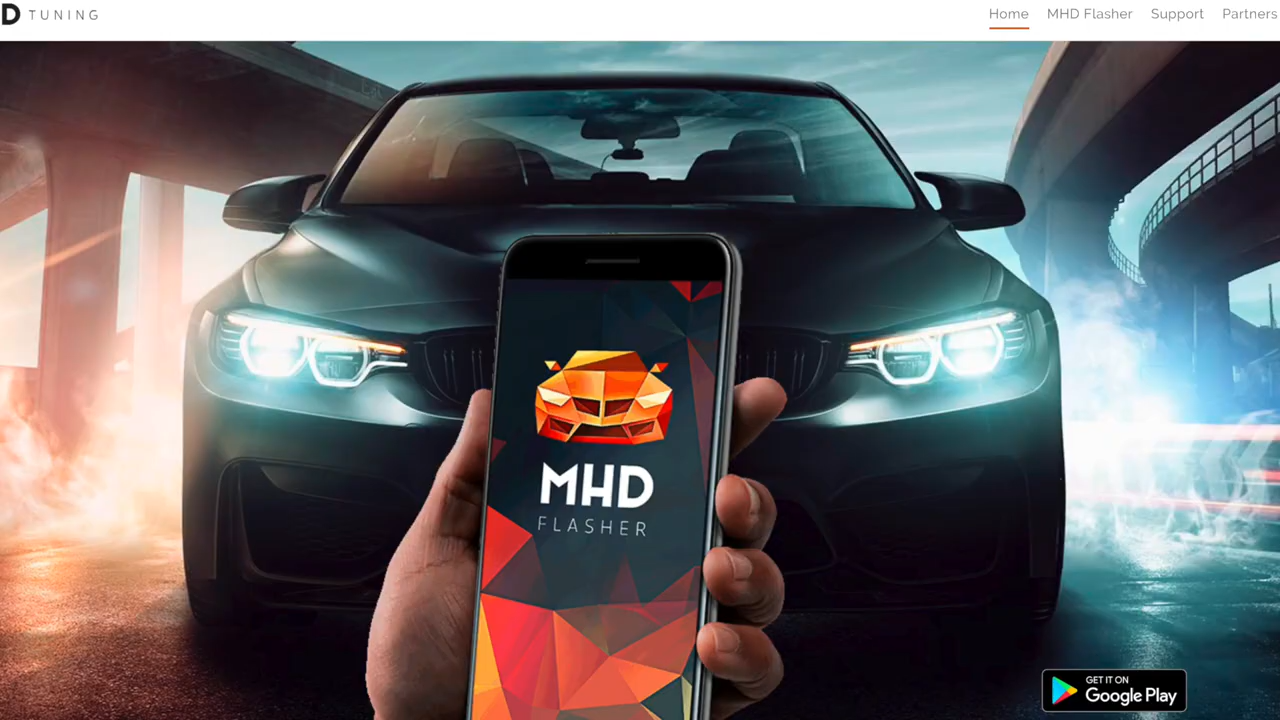 D TUNING
Home
MHD Flasher
Support
Partners
MHD
FLASHER
GET IT ON
Google Play